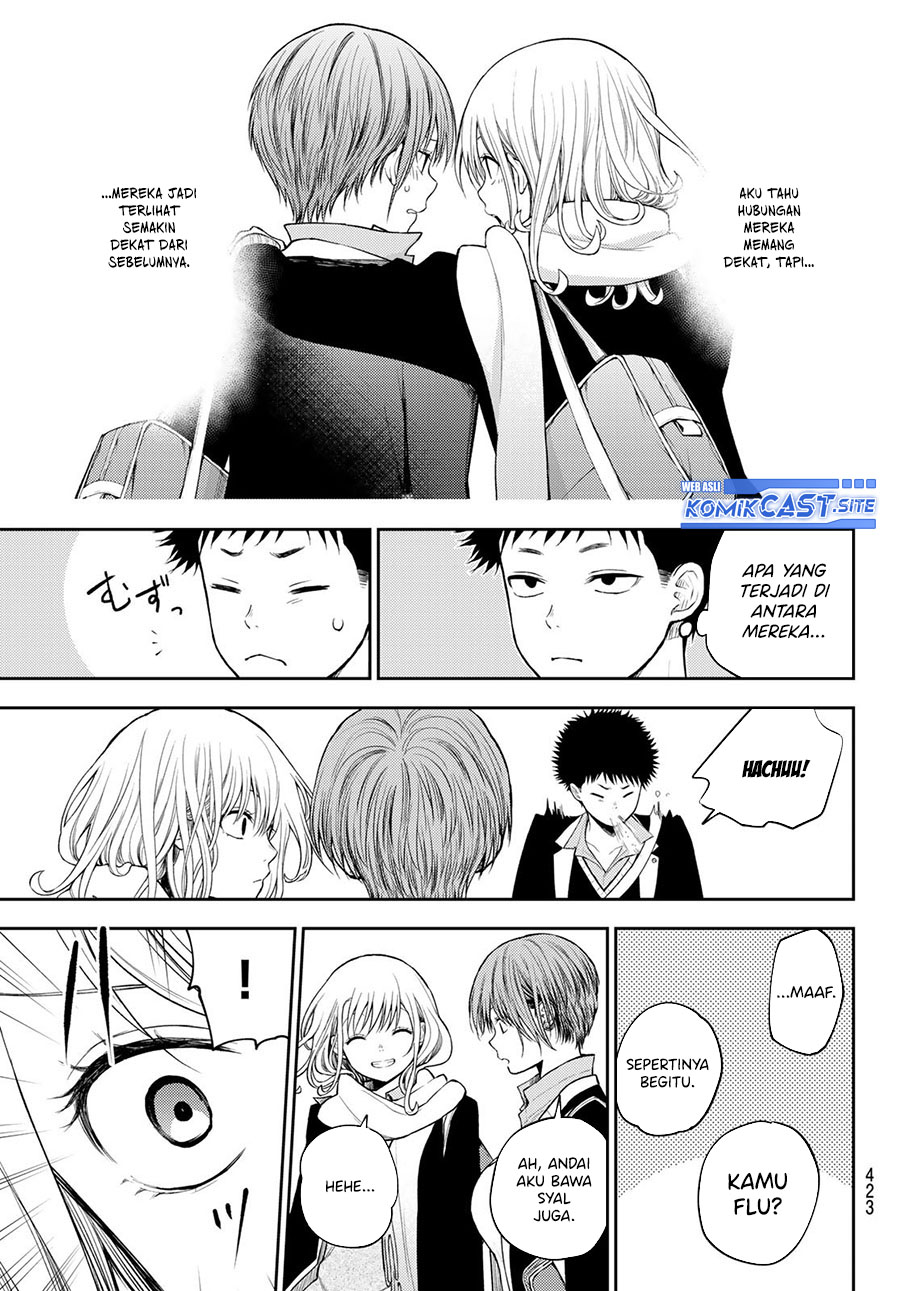 AKU TAHU
HUBUNGAN
MEREKA
MEMANG
DEKAT, TAPI...
...MEREKA JADI
TERLIHAT
SEMAKIN
DEKAT DARI
SEBELUMNYA.
WEB ASLI
KOMIKCAST.SITE
APA YANG
TERJADI DI
ANTARA
MEREKA...
むずっ
HACHUU!
...MAAF.
SEPERTINYA
BEGITU.
KAMU
FLU?
AH, ANDAI
AKU BAWA
SYAL
JUGA.
HEHE...
!
423